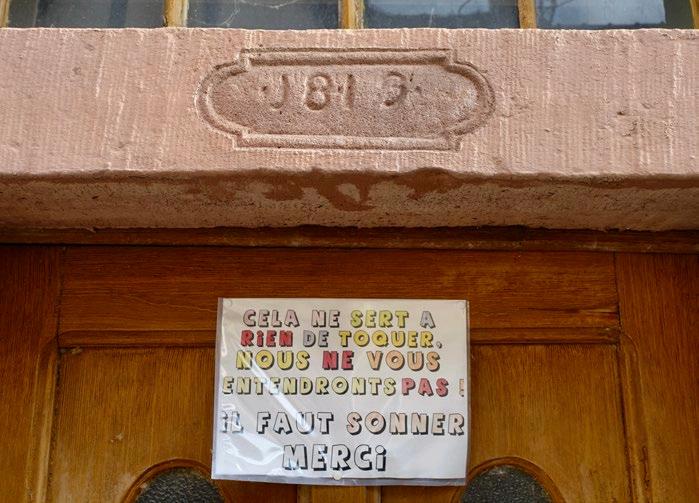 ·1819·
CELA NE SERT A
RiEN DE TOQUER,
NOUS NE VOUS
ENTENDRONTS PAS !
iL FAUT SONNER
MERCi